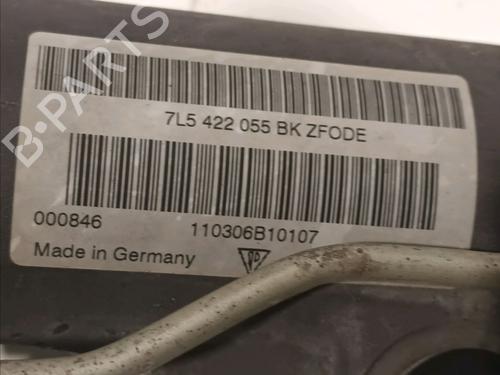 B-PARTS
7L5 422 055 BK ZFODE
000846 110306B10107
Made in Germany